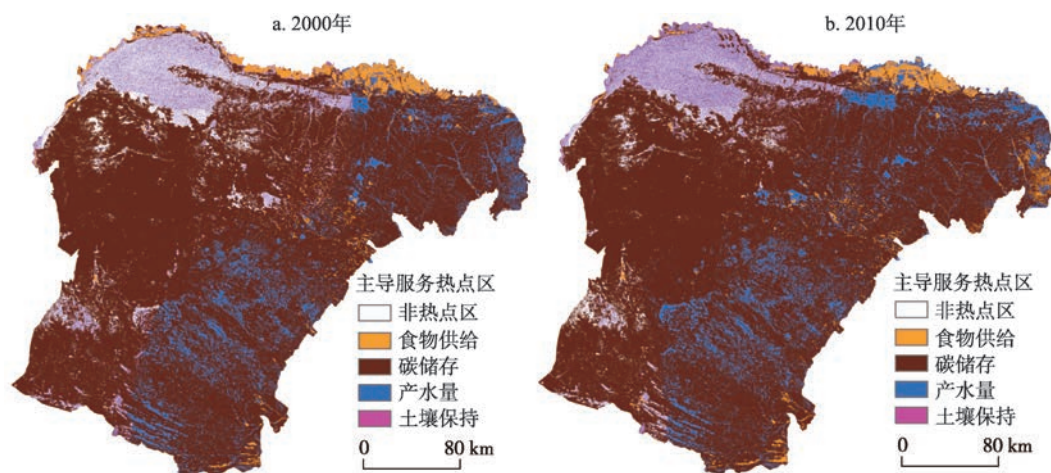 a. 2000年
主导服务热点区
非热点区
食物供给
碳储存
产水量
土壤保持
0 80 km
b. 2010年
主导服务热点区
非热点区
食物供给
碳储存
产水量
土壤保持
0 80 km